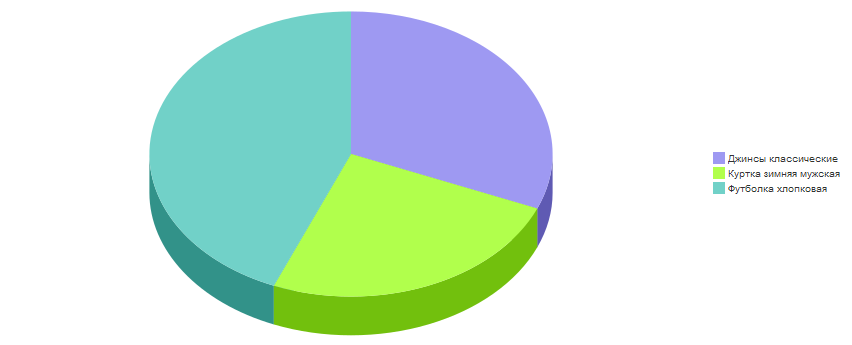 Джинсы классические
Куртка зимняя мужская
Футболка хлопковая